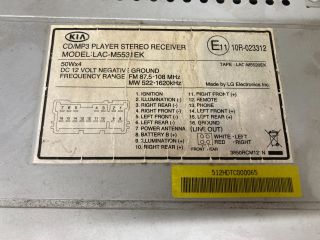 KIA
CD/MP3 PLAYER STEREO RECEIVER
MODEL:LAC-M5531EK
E11 10R-023312
50Wx4
DC 12 VOLT NEGATIV GROUND
FREQUENCY RANGE FM 87.5-108 MHz
MW 522-1620kHz
TAPE : LAC-M5520EK
Made by LG Electronics Inc.
1. IGNITION
2. ILLUMINATION (-)
3. REAR RIGHT (-)
4. REAR LEFT (-)
5. FRONT LEFT (+)
6. LEFT REAR (-)
7. POWER ANTENNA
8. BATTERY (+)
9. ILLUMINATION (+)
10. REAR RIGHT (+)
11. RIGHT FRONT (+)
12. REMOTE
13. PHONE
14. RIGHT FRONT (-)
15. LEFT FRONT (-)
16. GROUND
(LINE OUT)
WHITE-LEFT
RED -RIGHT
FRONT REAR
3850RCM12 N
512HDTC000065